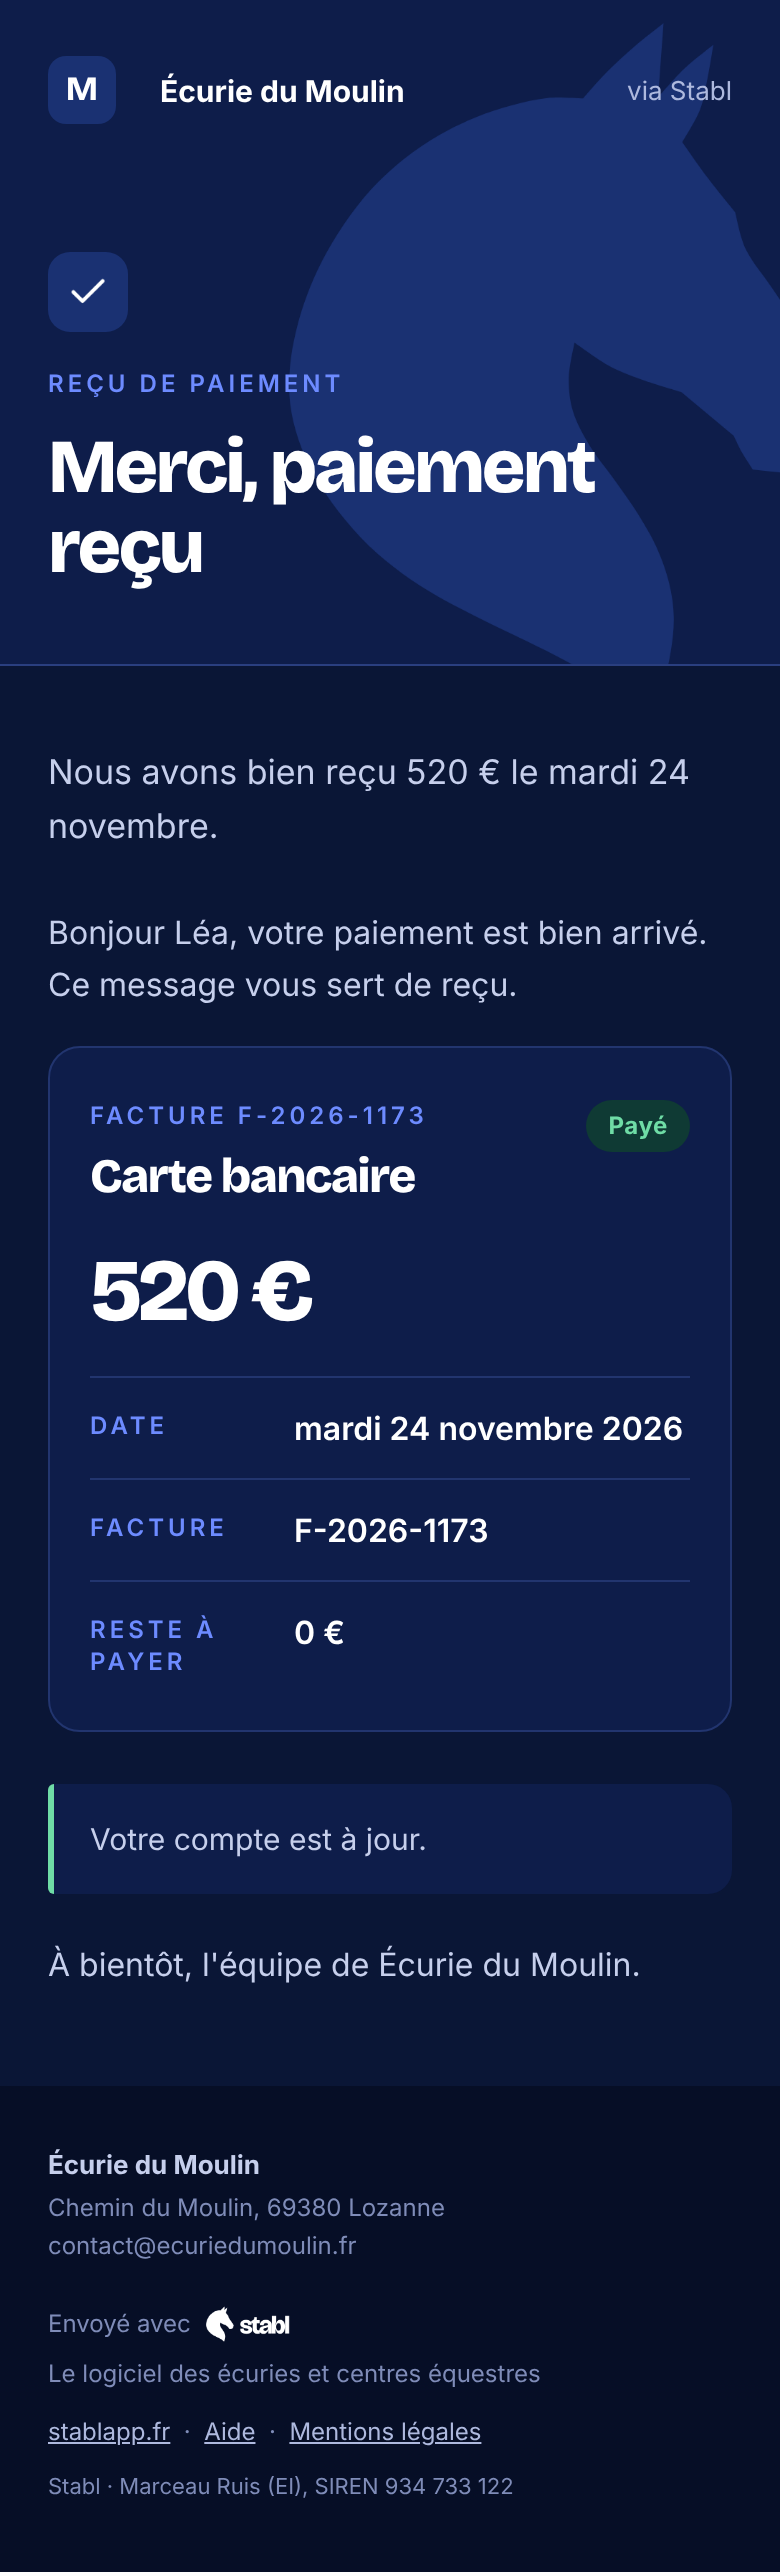 M
Écurie du Moulin
via Stabl
REÇU DE PAIEMENT
Merci, paiement
reçu
Nous avons bien reçu 520 € le mardi 24
novembre.
Bonjour Léa, votre paiement est bien arrivé.
Ce message vous sert de reçu.
FACTURE F-2026-1173
Payé
Carte bancaire
520 €
DATE
mardi 24 novembre 2026
FACTURE
F-2026-1173
RESTE À
PAYER
0 €
Votre compte est à jour.
À bientôt, l'équipe de Écurie du Moulin.
Écurie du Moulin
Chemin du Moulin, 69380 Lozanne
contact@ecuriedumoulin.fr
Envoyé avec stabl
Le logiciel des écuries et centres équestres
stablapp.fr · Aide · Mentions légales
Stabl · Marceau Ruis (EI), SIREN 934 733 122